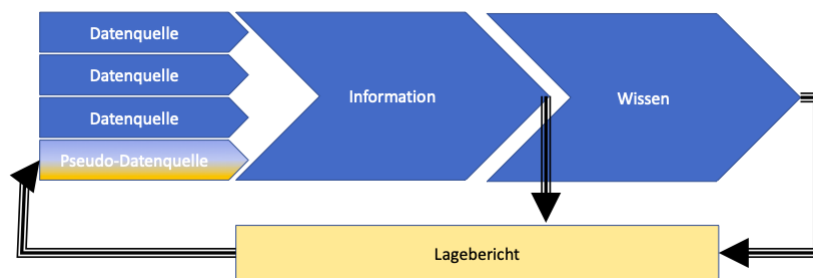 Datenquelle
Datenquelle
Datenquelle
Pseudo-Datenquelle
Information
Wissen
Lagebericht